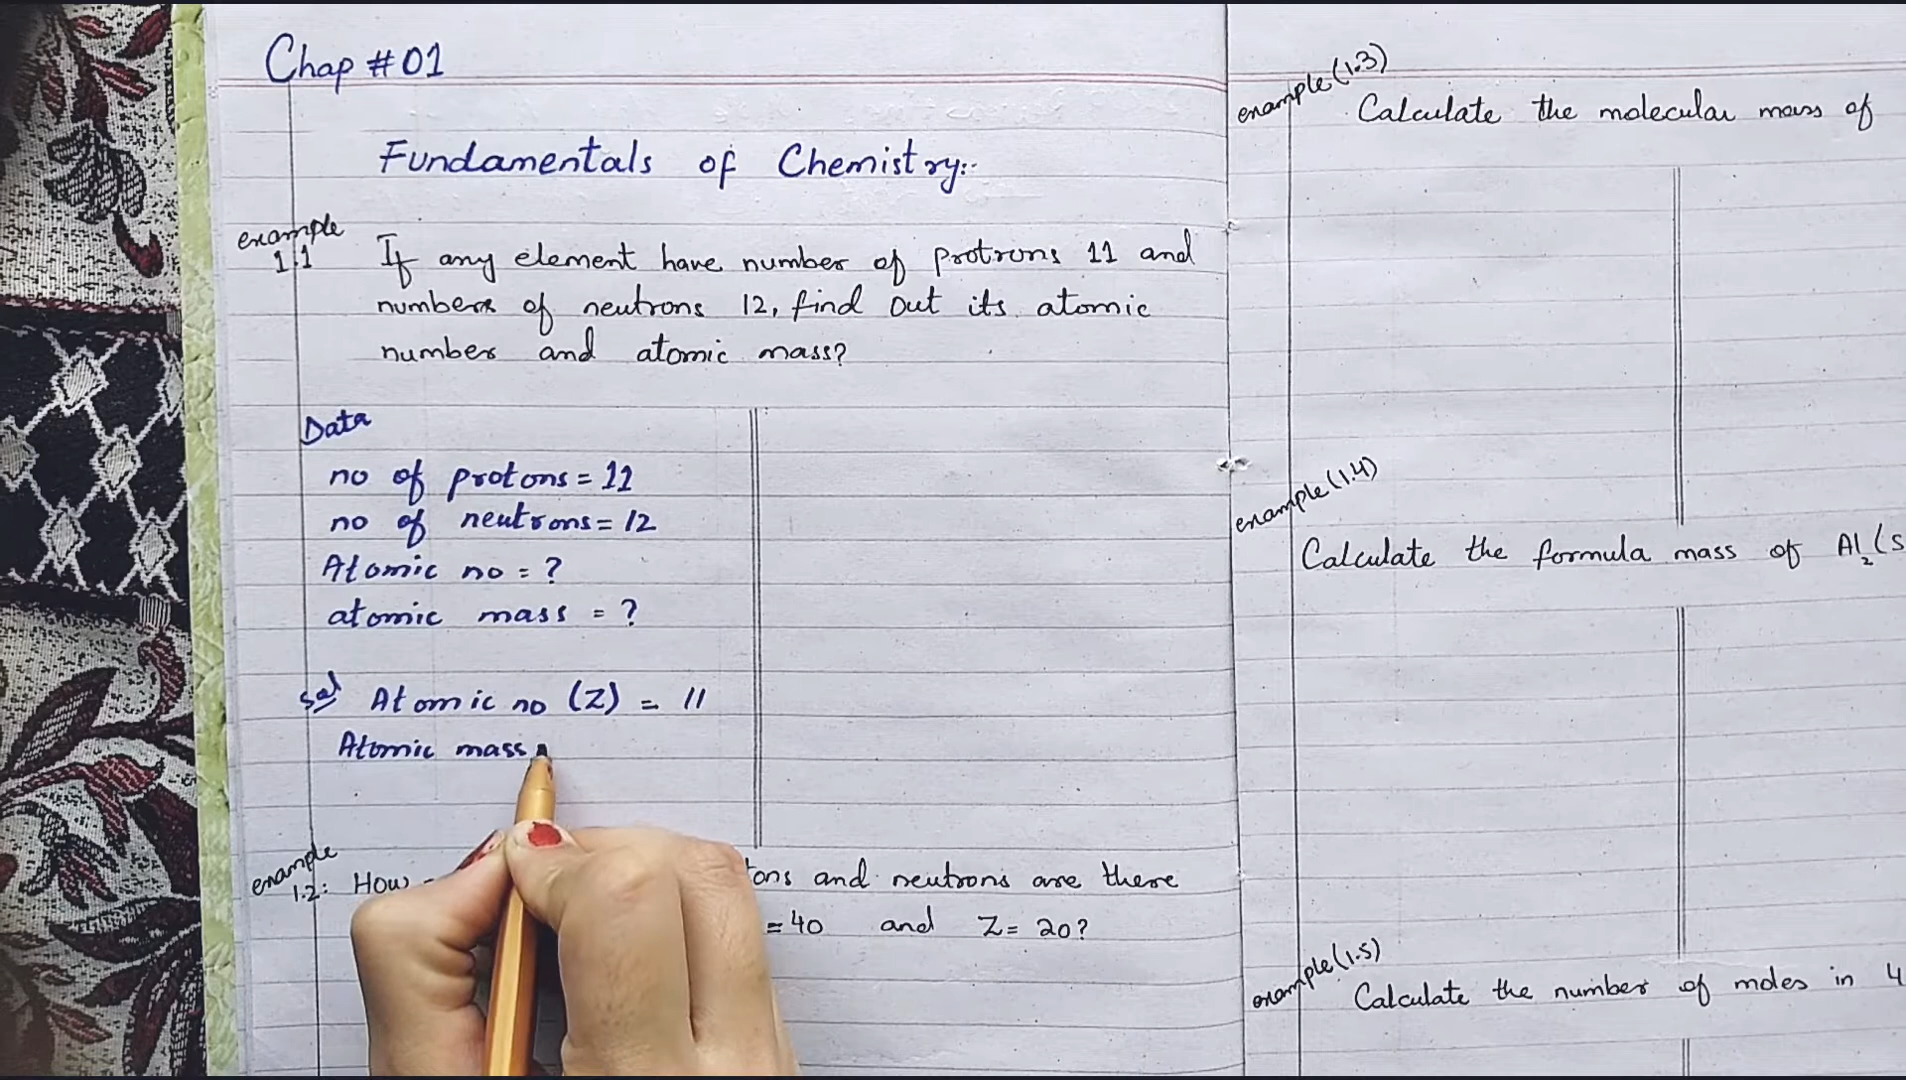 Chap # 01
Fundamentals of Chemistry:-
example
1.1
If any element have number of protrons 11 and
numbers of neutrons 12, find out its atomic
number and atomic mass?
Data
no of protons = 11
no of neutrons = 12
Atomic no = ?
atomic mass = ?
Sol Atomic no (Z) = 11
Atomic mass
example
1.2: How
tons and neutrons are there
= 40 and Z = 20?
example (1.3)
Calculate the molecular mass of
example (1.4)
Calculate the formula mass of Al₂(S
example (1.5)
Calculate the number of moles in 4